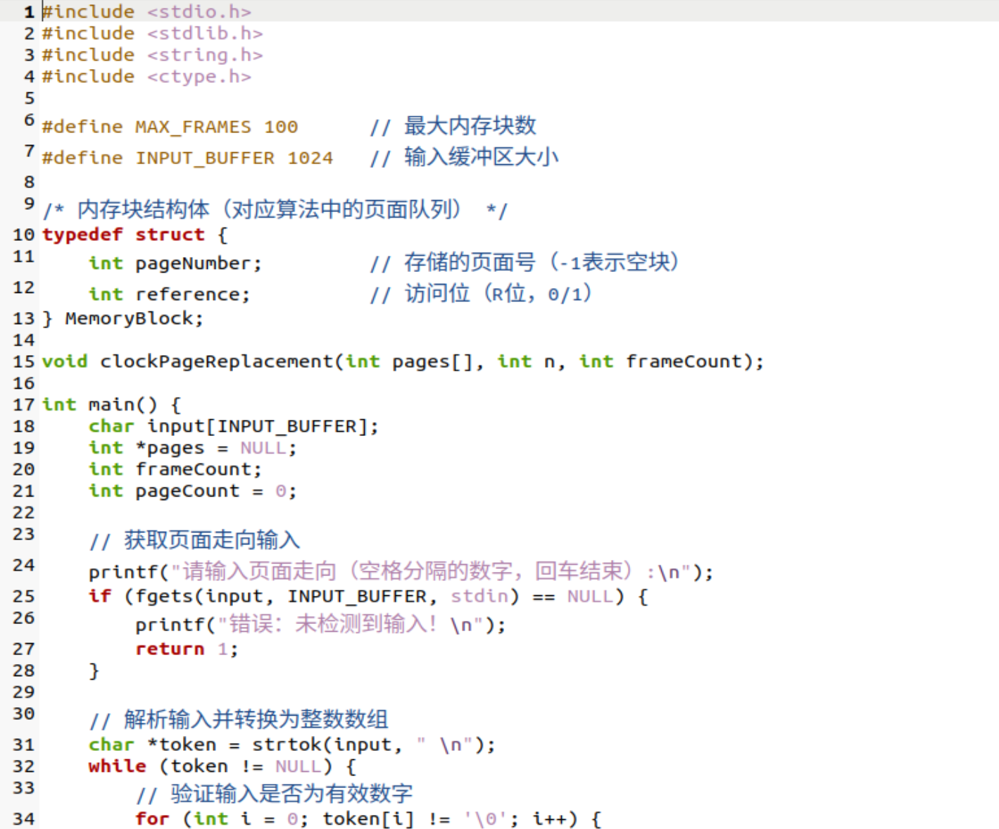 1 #include <stdio.h>
2 #include <stdlib.h>
3 #include <string.h>
4 #include <ctype.h>
5
6 #define MAX_FRAMES 100      // 最大内存块数
7 #define INPUT_BUFFER 1024   // 输入缓冲区大小
8
9 /* 内存块结构体（对应算法中的页面队列） */
10 typedef struct {
11     int pageNumber;         // 存储的页面号（-1表示空块）
12     int reference;          // 访问位（R位，0/1）
13 } MemoryBlock;
14
15 void clockPageReplacement(int pages[], int n, int frameCount);
16
17 int main() {
18     char input[INPUT_BUFFER];
19     int *pages = NULL;
20     int frameCount;
21     int pageCount = 0;
22
23     // 获取页面走向输入
24     printf("请输入页面走向（空格分隔的数字，回车结束）:\n");
25     if (fgets(input, INPUT_BUFFER, stdin) == NULL) {
26         printf("错误：未检测到输入！\n");
27         return 1;
28     }
29
30     // 解析输入并转换为整数数组
31     char *token = strtok(input, " \n");
32     while (token != NULL) {
33         // 验证输入是否为有效数字
34         for (int i = 0; token[i] != '\0'; i++) {